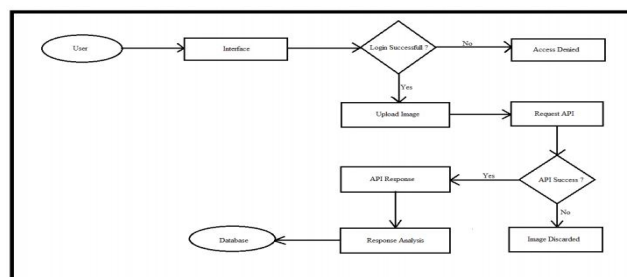 User
Interface
Login Successfull ?
No
Access Denied
Yes
Upload Image
Request API
API Response
Yes
API Success ?
No
Database
Response Analysis
Image Discarded